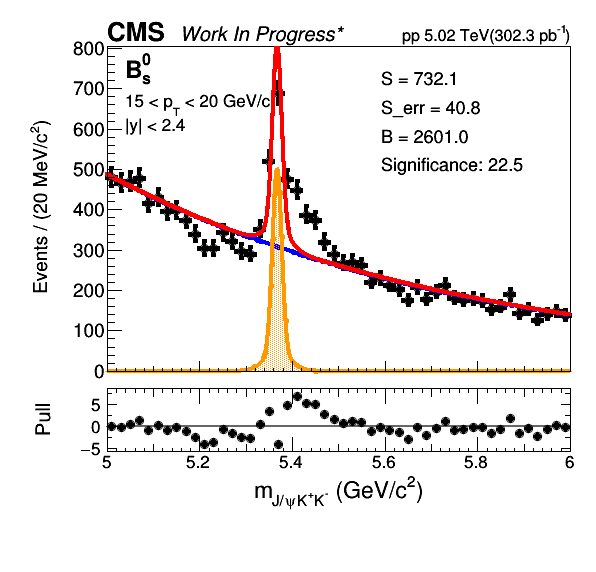 CMS Work In Progress* pp 5.02 TeV(302.3 pb⁻¹)
B⁰ₛ
15 < p_T < 20 GeV/c
|y| < 2.4
S = 732.1
S_err = 40.8
B = 2601.0
Significance: 22.5
Events / (20 MeV/c²)
800
700
600
500
400
300
200
100
0
Pull
5
0
−5
5 5.2 5.4 5.6 5.8 6
m_{J/ψK⁺K⁻} (GeV/c²)